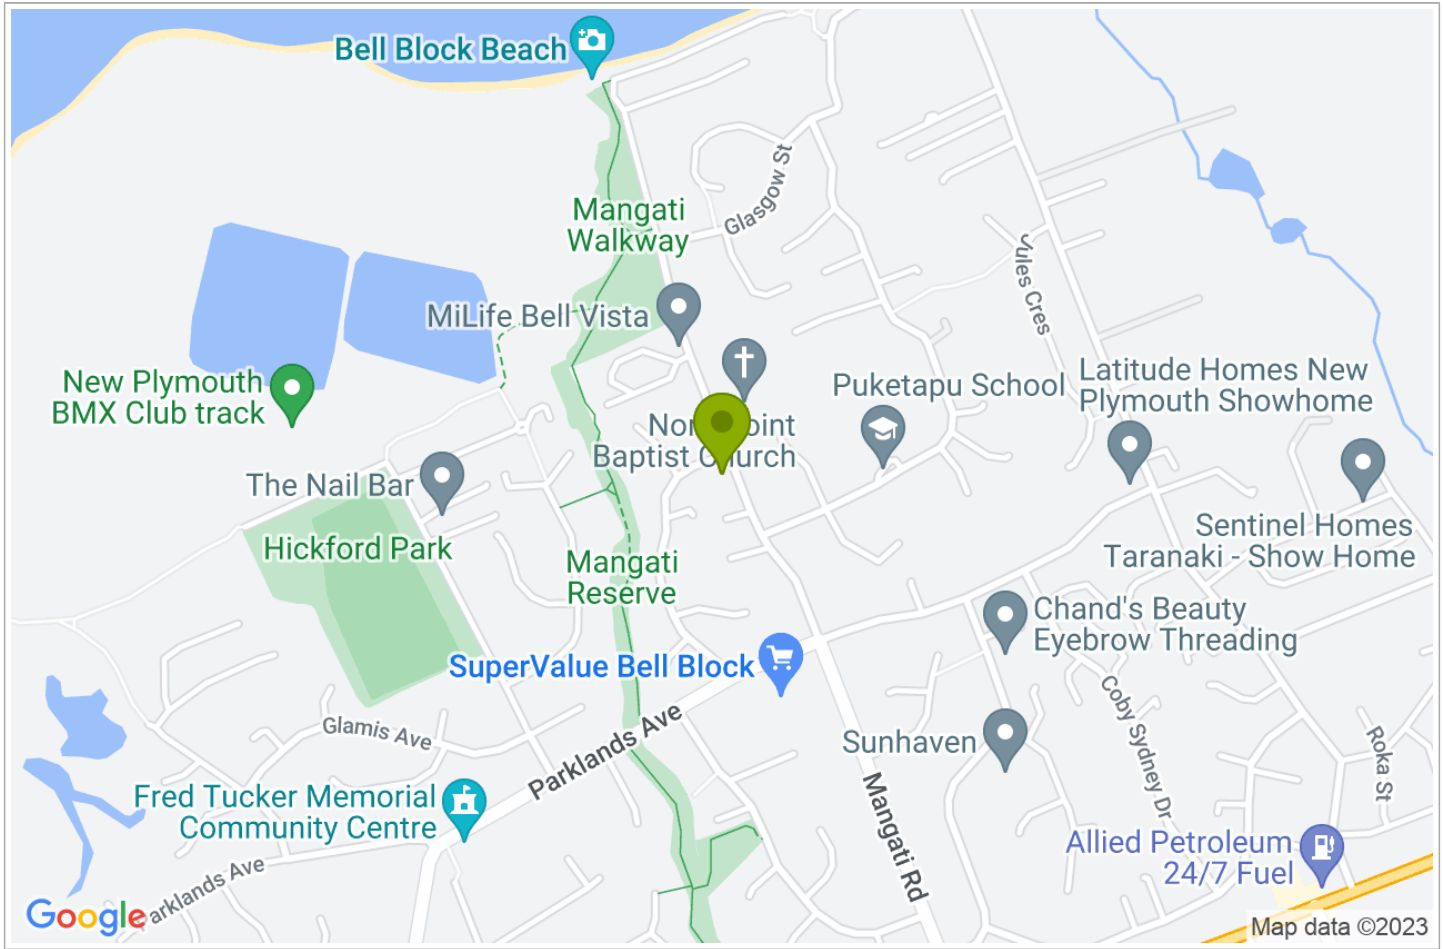 Bell Block Beach
Glasgow St
Mangati
Walkway
Jules Cres
MiLife Bell Vista
New Plymouth
BMX Club track
Puketapu School
Latitude Homes New
Plymouth Showhome
Baptist Church
The Nail Bar
Hickford Park
Mangati
Reserve
Sentinel Homes
Taranaki - Show Home
Chand's Beauty
Eyebrow Threading
SuperValue Bell Block
Glamis Ave
Parklands Ave
Coby Sydney Dr
Sunhaven
Roka St
Fred Tucker Memorial
Community Centre
Mangati Rd
Allied Petroleum
24/7 Fuel
Parklands Ave
Google
Map data ©2023